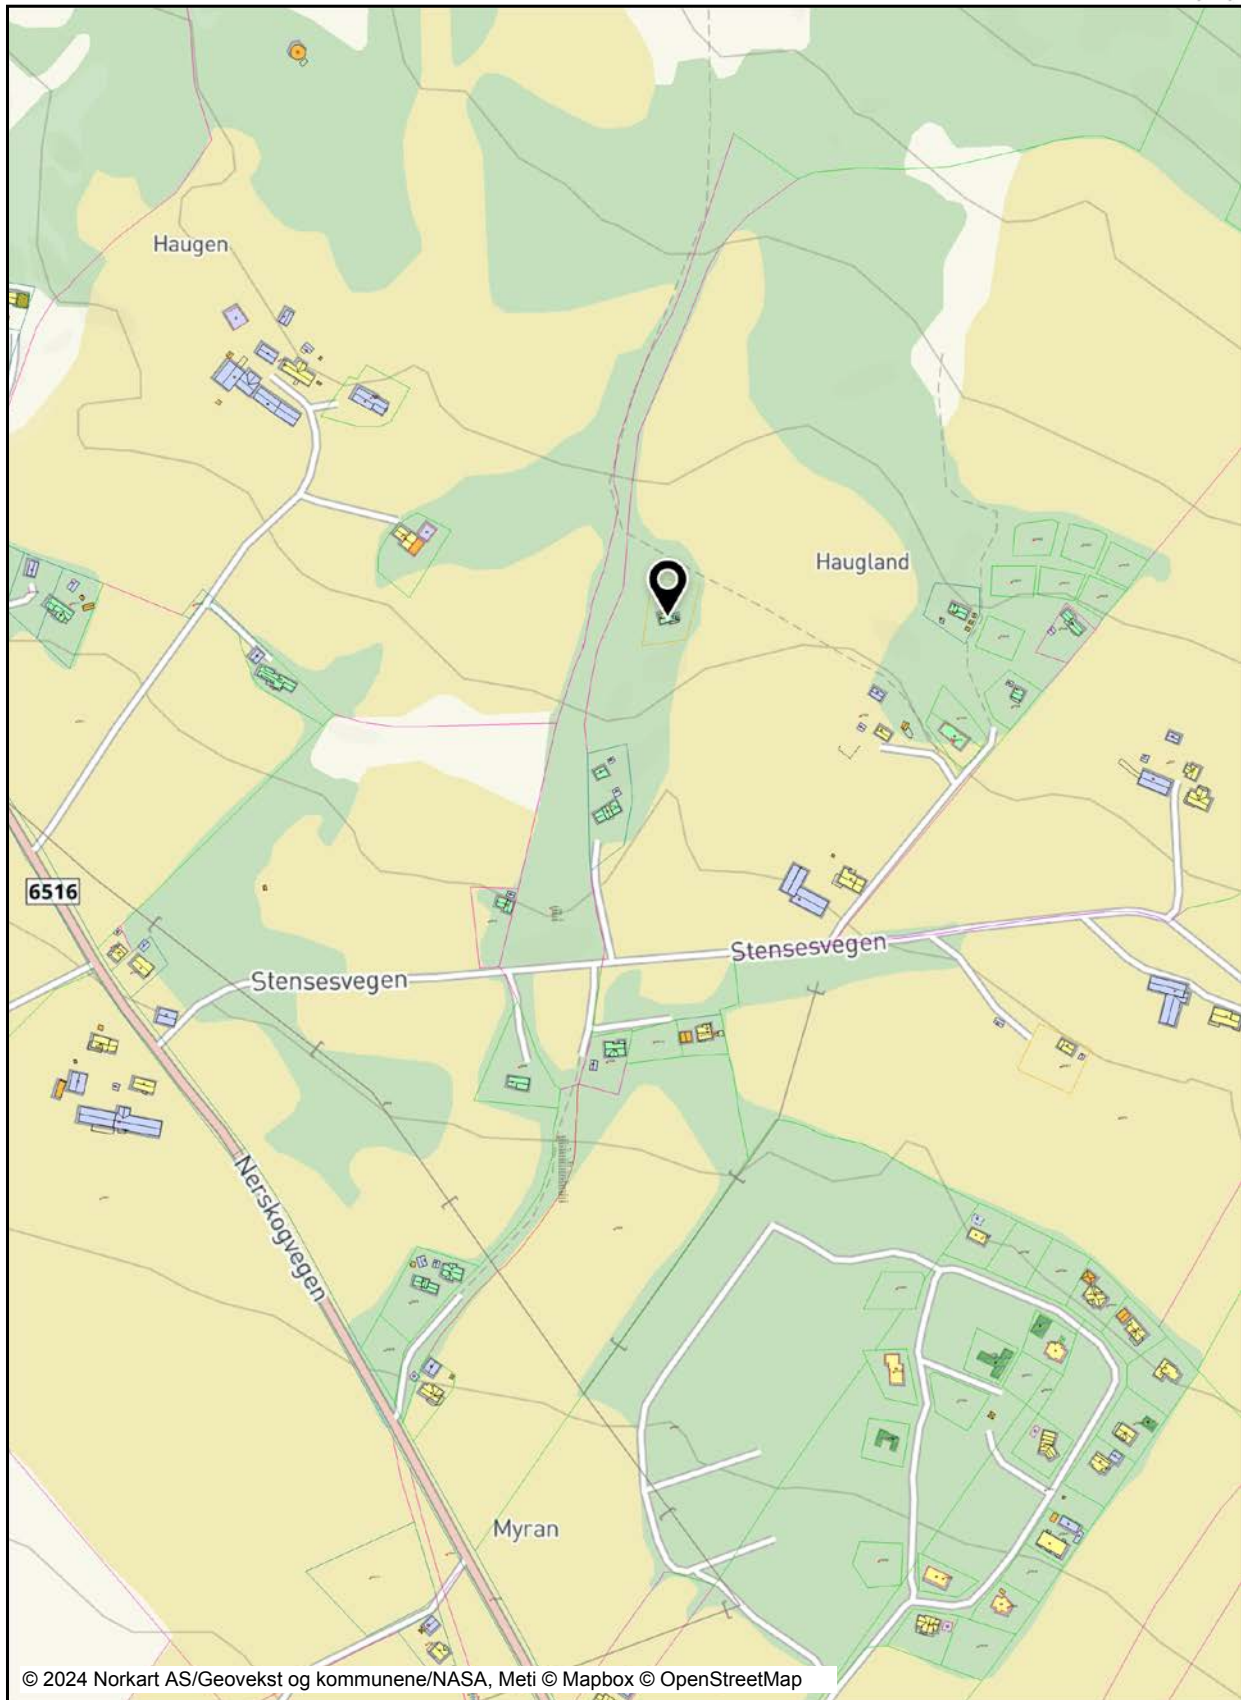 Haugen
Haugland
6516
Stensesvegen
Stensesvegen
Nerskogvegen
Myran
© 2024 Norkart AS/Geovekst og kommunene/NASA, Meti © Mapbox © OpenStreetMap